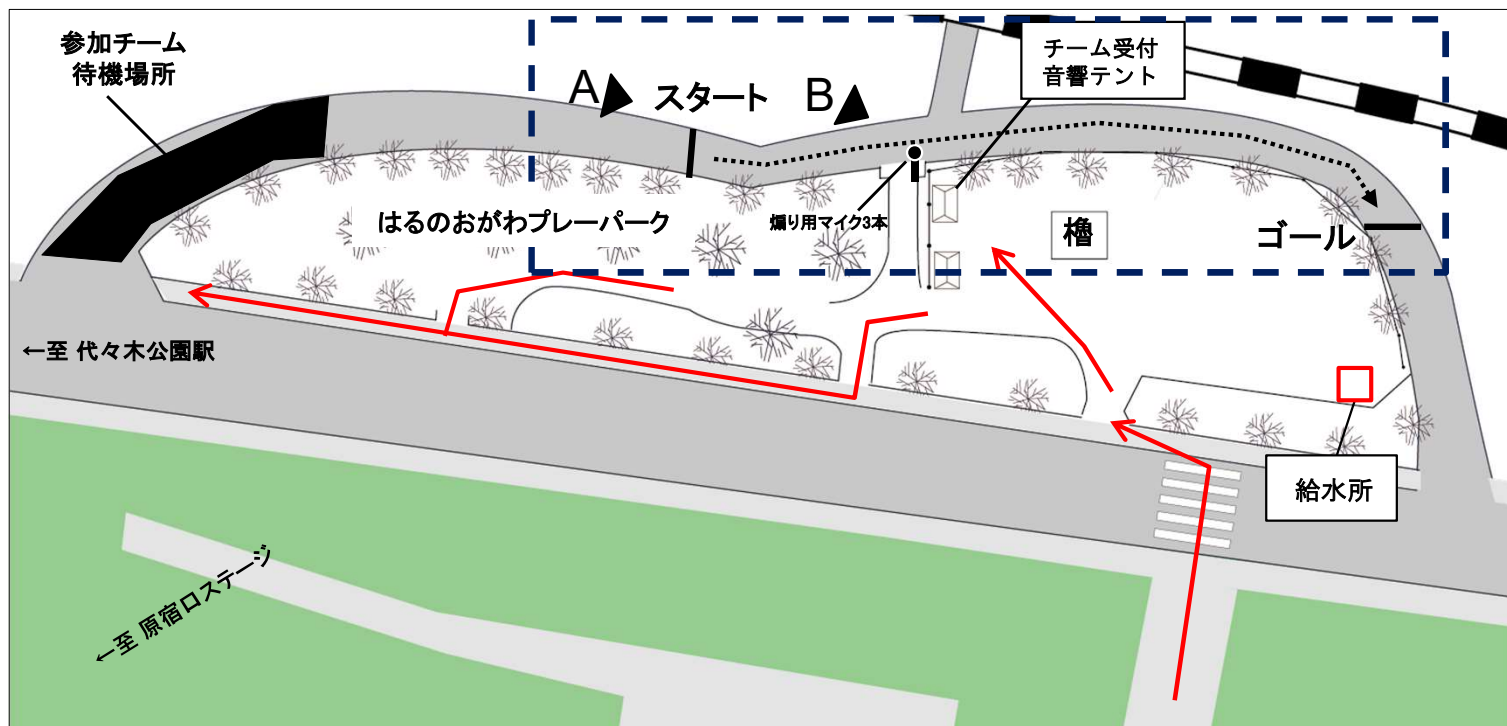 参加チーム
待機場所
A
スタート
B
チーム受付
音響テント
はるのおがわプレーパーク
煽り用マイク3本
櫓
ゴール
←至 代々木公園駅
給水所
←至 原宿口ステージ